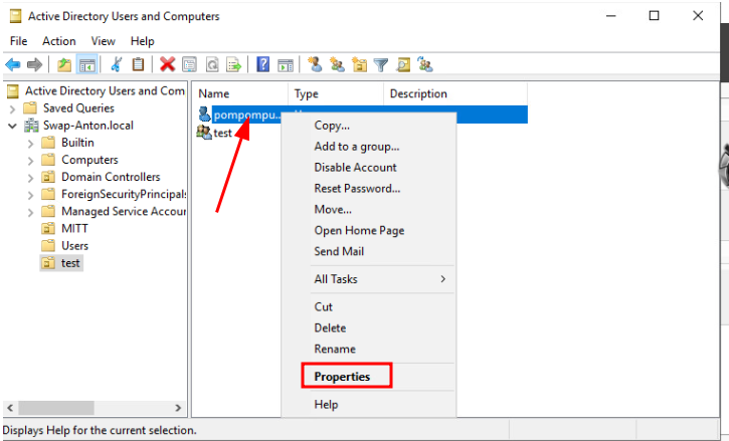 Active Directory Users and Computers
File Action View Help
Active Directory Users and Com
Name Type Description
Saved Queries
Swap-Anton.local
Builtin
Computers
Domain Controllers
ForeignSecurityPrincipals
Managed Service Accour
MITT
Users
test
pompompu...
test
Copy...
Add to a group...
Disable Account
Reset Password...
Move...
Open Home Page
Send Mail
All Tasks
Cut
Delete
Rename
Properties
Help
Displays Help for the current selection.